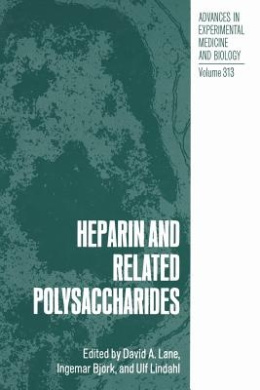 ADVANCES IN
EXPERIMENTAL
MEDICINE AND
BIOLOGY
Volume 313
HEPARIN AND
RELATED
POLYSACCHARIDES
Edited by David A. Lane,
Ingemar Björk, and Ulf Lindahl